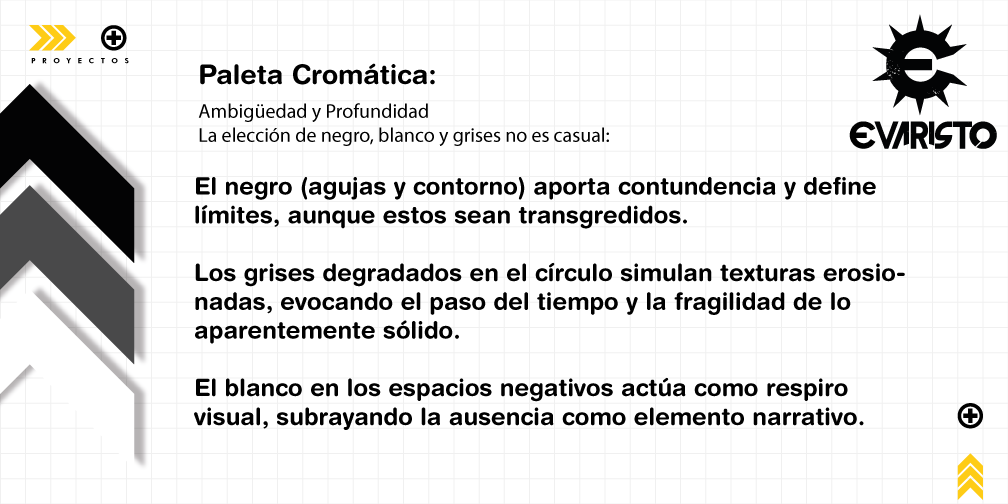 PROYECTOS
EVARISTO
Paleta Cromática:
Ambigüedad y Profundidad
La elección de negro, blanco y grises no es casual:
El negro (agujas y contorno) aporta contundencia y define
límites, aunque estos sean transgredidos.
Los grises degradados en el círculo simulan texturas erosio-
nadas, evocando el paso del tiempo y la fragilidad de lo
aparentemente sólido.
El blanco en los espacios negativos actúa como respiro
visual, subrayando la ausencia como elemento narrativo.